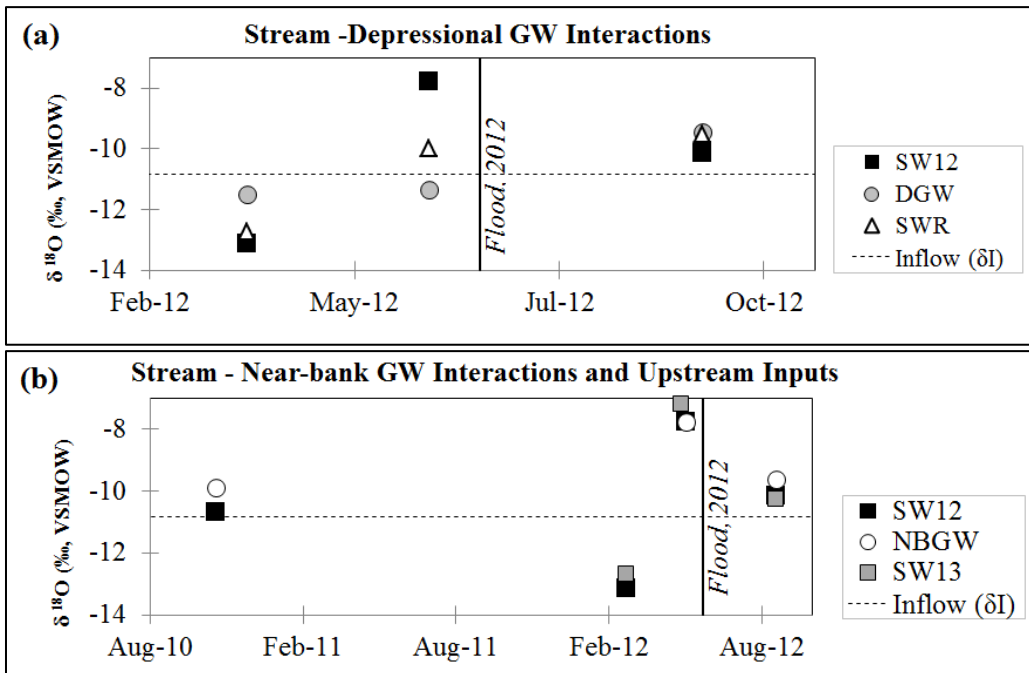 (a)
Stream -Depressional GW Interactions
δ ¹⁸O (‰, VSMOW)
-8
-10
-12
-14
Feb-12
May-12
Jul-12
Oct-12
Flood, 2012
SW12
DGW
SWR
Inflow (δI)
(b)
Stream - Near-bank GW Interactions and Upstream Inputs
δ ¹⁸O (‰, VSMOW)
-8
-10
-12
-14
Aug-10
Feb-11
Aug-11
Feb-12
Aug-12
Flood, 2012
SW12
NBGW
SW13
Inflow (δI)